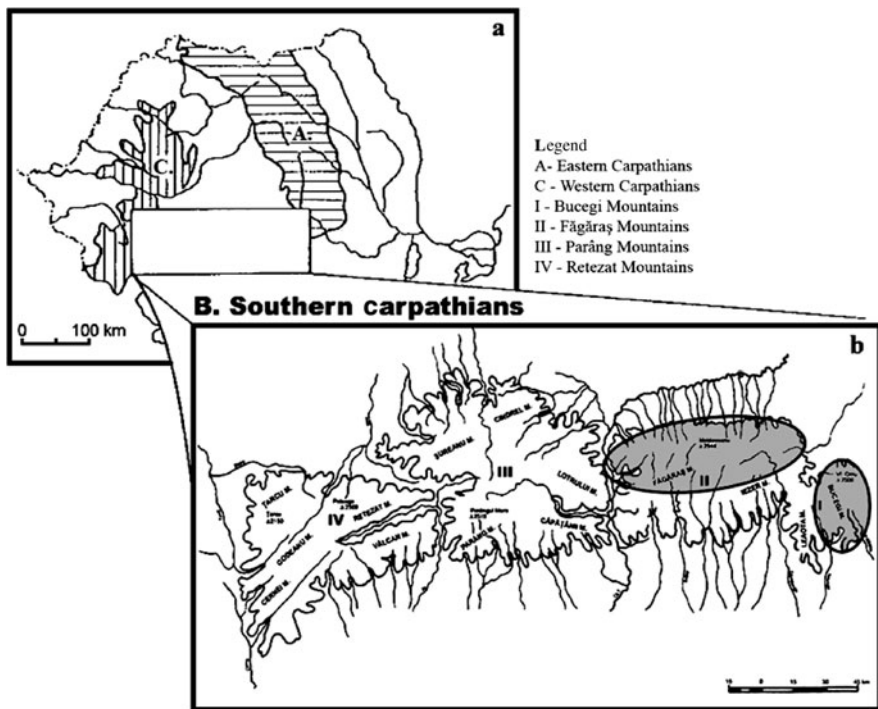 a
A.
C.
0 100 km
Legend
A- Eastern Carpathians
C - Western Carpathians
I - Bucegi Mountains
II - Făgăraş Mountains
III - Parâng Mountains
IV - Retezat Mountains
B. Southern carpathians
b
CINDREL M.
ŞUREANU M.
III
LOTRULUI M.
FĂGĂRAŞ M.
II
IEZER M.
LEAOTA M.
BUCEGI M.
I
ŢARCU M.
IV
RETEZAT M.
GODEANU M.
VÂLCAN M.
PARÂNG M.
CĂPĂŢÂNII M.
CERNEI M.